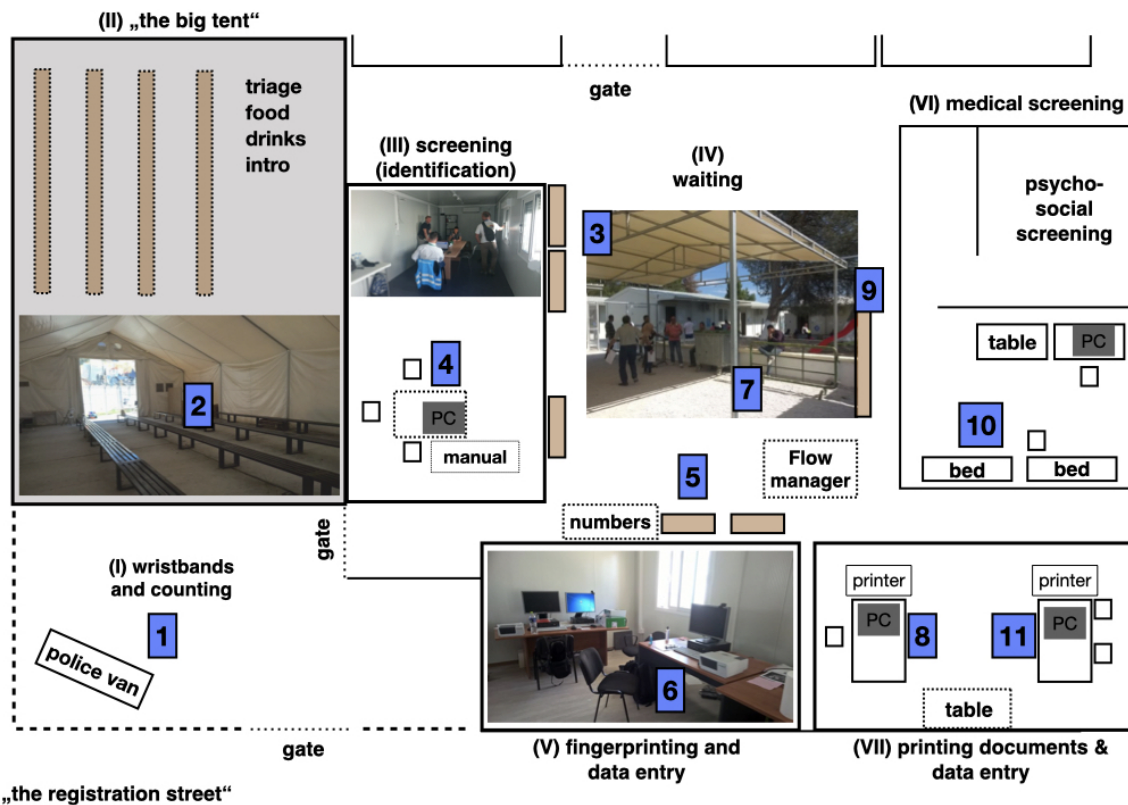 (II) „the big tent“
triage
food
drinks
intro
2
(I) wristbands
and counting
1
police van
gate
gate
„the registration street“
(III) screening
(identification)
4
PC
manual
gate
(IV)
waiting
3
9
7
5
Flow
manager
numbers
6
(V) fingerprinting and
data entry
(VI) medical screening
psycho-
social
screening
table
PC
10
bed
bed
printer
PC
8
printer
PC
11
table
(VII) printing documents &
data entry